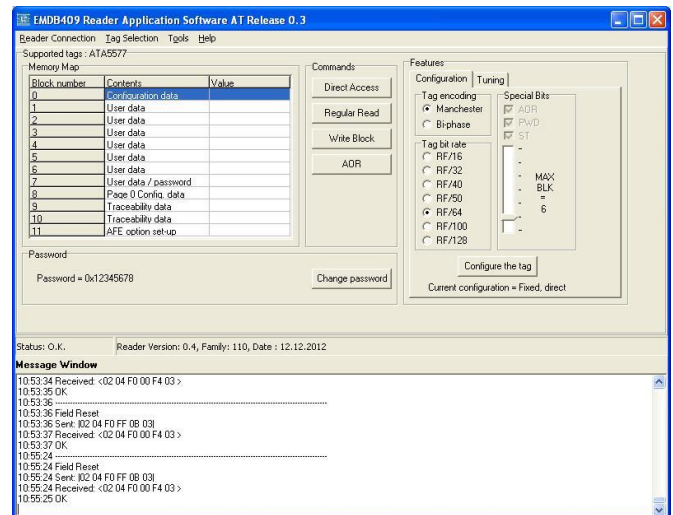 EMDB409 Reader Application Software AT Release 0.3
Reader Connection Tag Selection Tools Help
Supported tags : ATA5577
Memory Map
Block number Contents Value
0 Configuration data
1 User data
2 User data
3 User data
4 User data
5 User data
6 User data
7 User data / password
8 Page 0 Config. data
9 Traceability data
10 Traceability data
11 AFE option set-up
Commands
Direct Access
Regular Read
Write Block
AOR
Features
Configuration Tuning
Tag encoding
Manchester
Bi-phase
Special Bits
AOR
PWD
ST
Tag bit rate
RF/16
RF/32
RF/40
RF/50
RF/64
RF/100
RF/128
MAX
BLK
=
6
Configure the tag
Current configuration = Fixed, direct
Password
Password = 0x12345678
Change password
Status: O.K. Reader Version: 0.4, Family: 110, Date : 12.12.2012
Message Window
10:53:34 Received: <02 04 F0 00 F4 03 >
10:53:35 OK
10:53:36 --------------------------------------------------
10:53:36 Field Reset
10:53:36 Sent: |02 04 F0 FF 0B 03|
10:53:37 Received: <02 04 F0 00 F4 03 >
10:53:37 OK
10:55:24 --------------------------------------------------
10:55:24 Field Reset
10:55:24 Sent: |02 04 F0 FF 0B 03|
10:55:24 Received: <02 04 F0 00 F4 03 >
10:55:25 OK